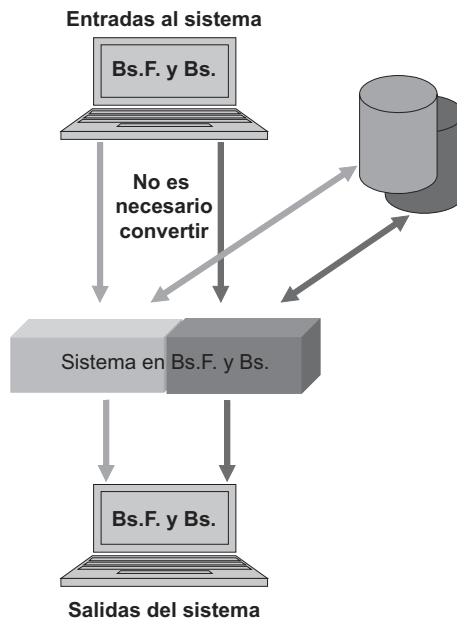 Entradas al sistema
Bs.F. y Bs.
No es
necesario
convertir
Sistema en Bs.F. y Bs.
Bs.F. y Bs.
Salidas del sistema